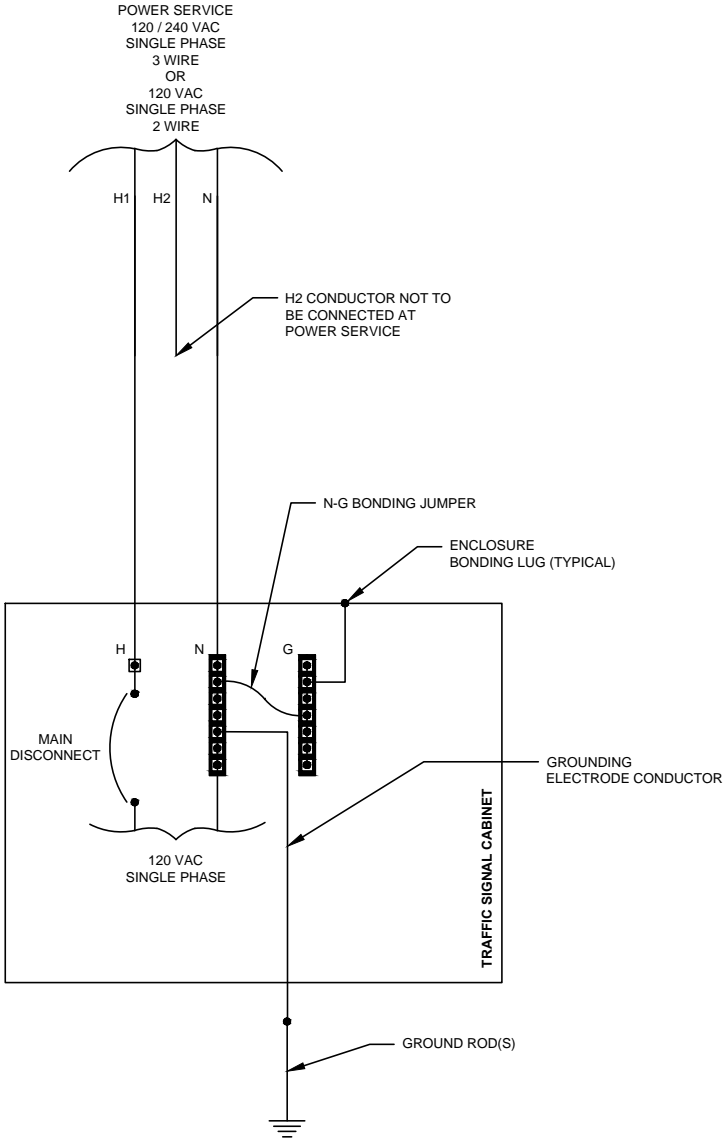 POWER SERVICE
120 / 240 VAC
SINGLE PHASE
3 WIRE
OR
120 VAC
SINGLE PHASE
2 WIRE
H1 H2 N
H2 CONDUCTOR NOT TO
BE CONNECTED AT
POWER SERVICE
N-G BONDING JUMPER
ENCLOSURE
BONDING LUG (TYPICAL)
H N G
MAIN
DISCONNECT
GROUNDING
ELECTRODE CONDUCTOR
120 VAC
SINGLE PHASE
TRAFFIC SIGNAL CABINET
GROUND ROD(S)